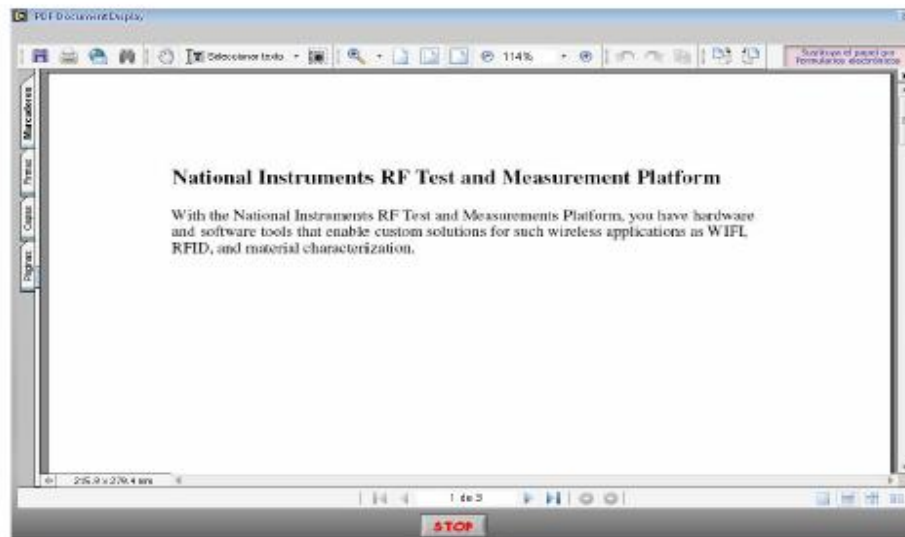 PDF Document Display
Seleccionar texto
114%
Sustituya el papel por
formularios electrónicos
Marcadores
Firmas
Capas
Páginas
National Instruments RF Test and Measurement Platform
With the National Instruments RF Test and Measurements Platform, you have hardware
and software tools that enable custom solutions for such wireless applications as WIFI,
RFID, and material characterization.
215.9 x 279.4 mm
1 de 3
STOP